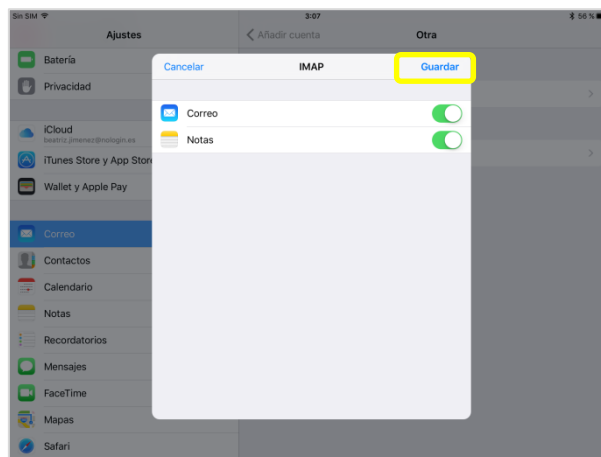 Sin SIM
3:07
56 %
Ajustes
Añadir cuenta
Otra
Batería
Privacidad
iCloud
beatriz.jimenez@nolagin.es
iTunes Store y App Store
Wallet y Apple Pay
Correo
Contactos
Calendario
Notas
Recordatorios
Mensajes
FaceTime
Mapas
Safari
Cancelar
IMAP
Guardar
Correo
Notas